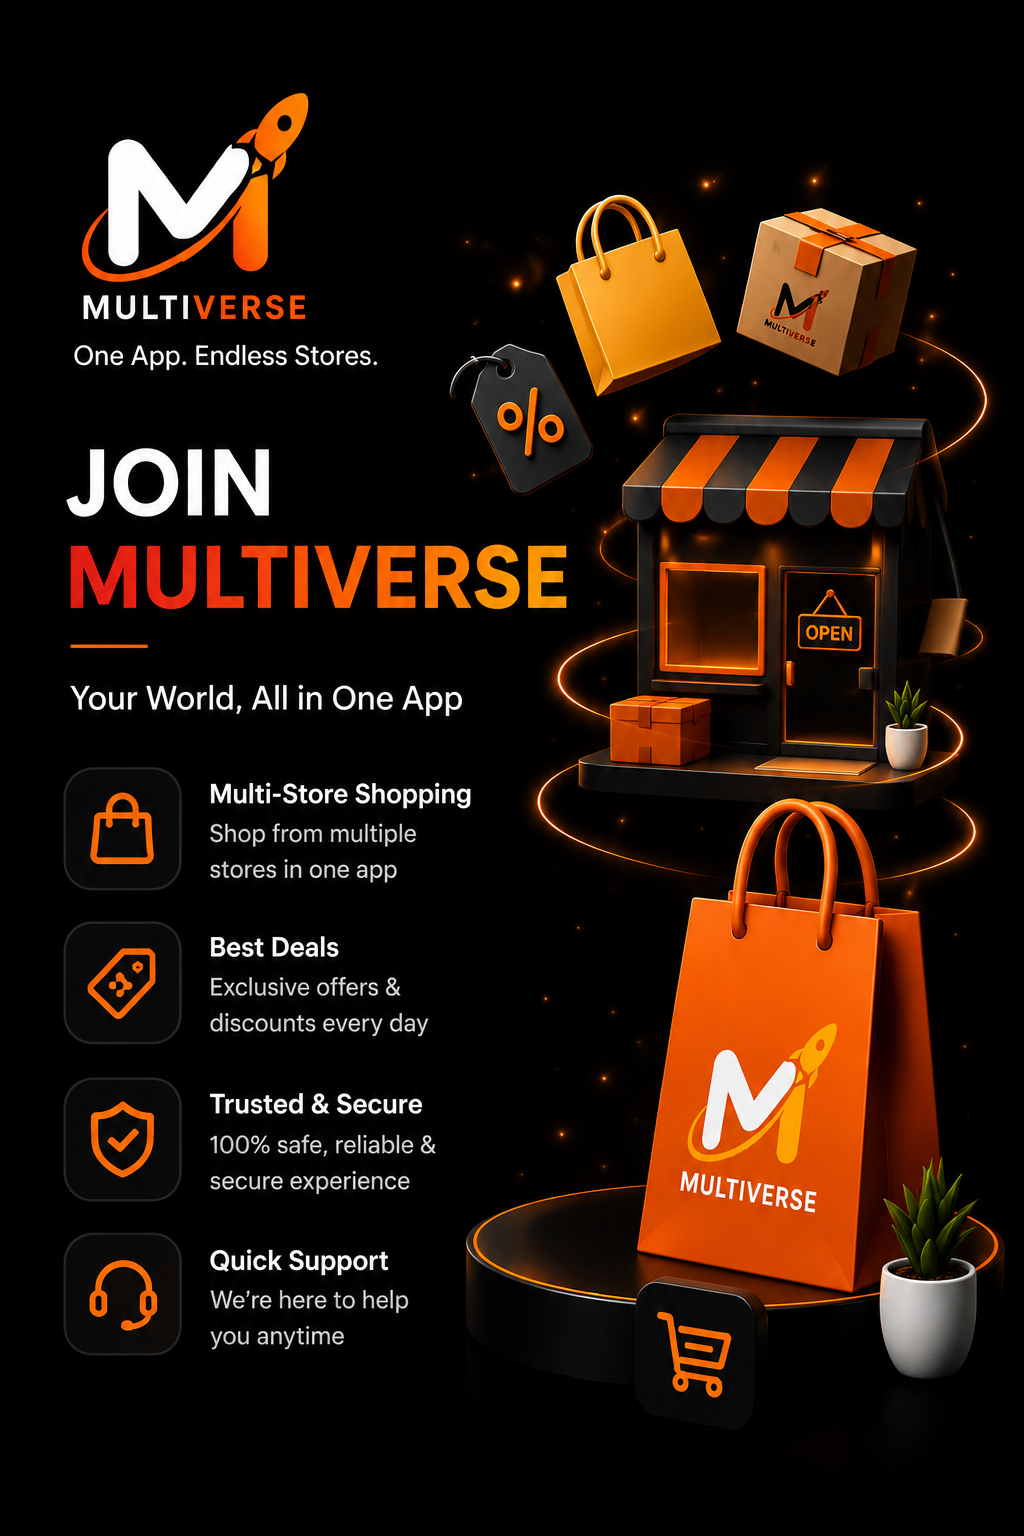 MULTIVERSE
One App. Endless Stores.
JOIN
MULTIVERSE
Your World, All in One App
Multi-Store Shopping
Shop from multiple
stores in one app
Best Deals
Exclusive offers &
discounts every day
Trusted & Secure
100% safe, reliable &
secure experience
Quick Support
We're here to help
you anytime
%
M
MULTIVERSE
OPEN
M
MULTIVERSE